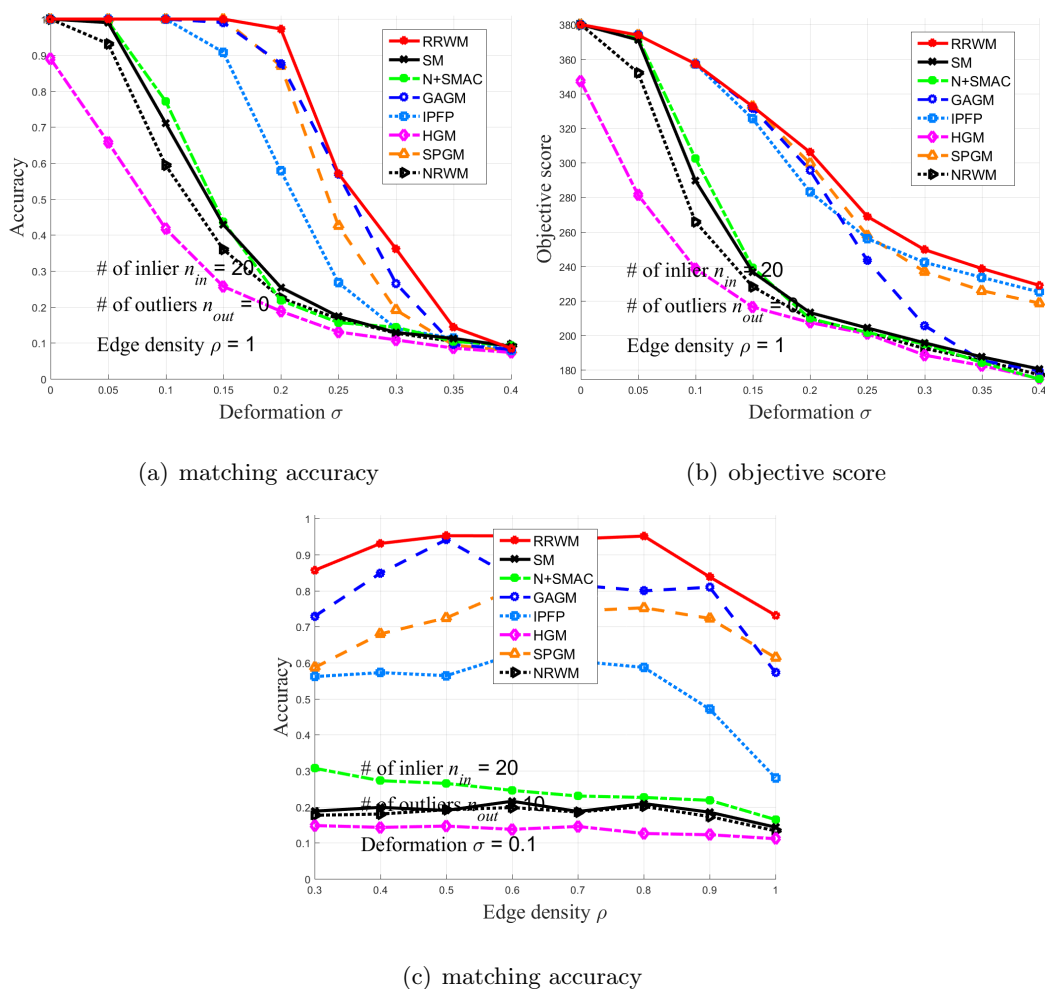 1
0.9
0.8
0.7
0.6
0.5
0.4
0.3
0.2
0.1
0
Accuracy
RRWM
SM
N+SMAC
GAGM
IPFP
HGM
SPGM
NRWM
# of inlier n_in = 20
# of outliers n_out = 0
Edge density ρ = 1
0 0.05 0.1 0.15 0.2 0.25 0.3 0.35 0.4
Deformation σ
(a) matching accuracy
380
360
340
320
300
280
260
240
220
200
180
Objective score
RRWM
SM
N+SMAC
GAGM
IPFP
HGM
SPGM
NRWM
# of inlier n_in = 20
# of outliers n_out = 0
Edge density ρ = 1
0 0.05 0.1 0.15 0.2 0.25 0.3 0.35 0.4
Deformation σ
(b) objective score
1
0.9
0.8
0.7
0.6
0.5
0.4
0.3
0.2
0.1
0
Accuracy
RRWM
SM
N+SMAC
GAGM
IPFP
HGM
SPGM
NRWM
# of inlier n_in = 20
# of outliers n_out = 10
Deformation σ = 0.1
0.3 0.4 0.5 0.6 0.7 0.8 0.9 1
Edge density ρ
(c) matching accuracy